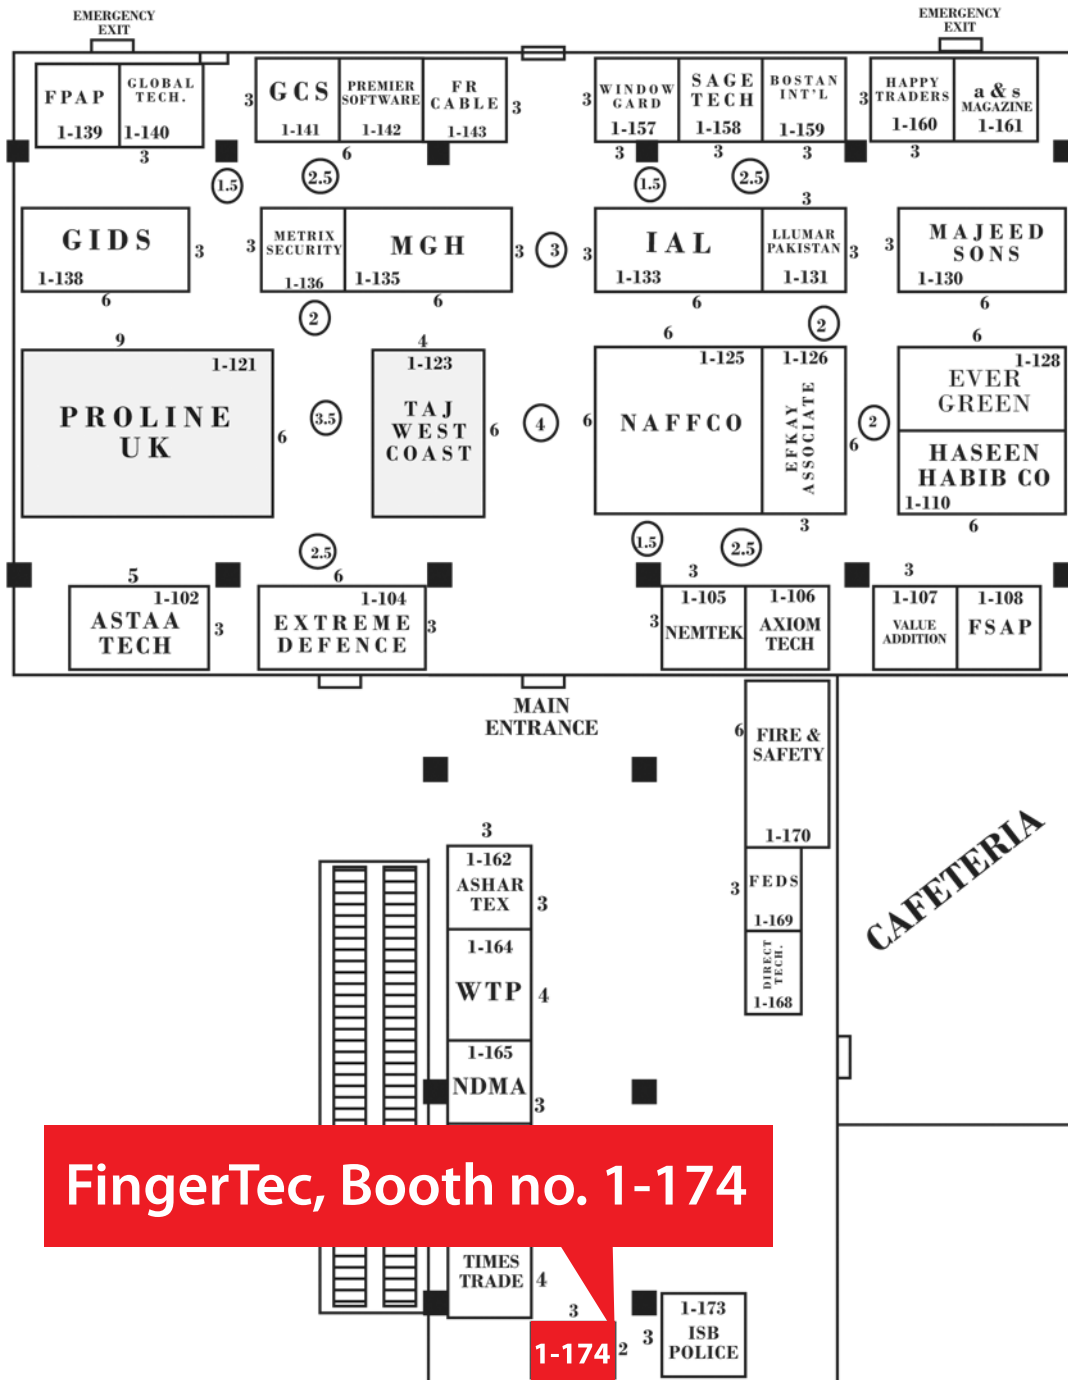 EMERGENCY
EXIT
EMERGENCY
EXIT
FPAP
1-139
GLOBAL
TECH.
1-140
3
3
GCS
1-141
PREMIER
SOFTWARE
1-142
FR
CABLE
1-143
3
6
3
WINDOW
GARD
1-157
SAGE
TECH
1-158
BOSTAN
INT'L
1-159
3
3
3
3
HAPPY
TRADERS
1-160
a & s
MAGAZINE
1-161
3
1.5
2.5
1.5
2.5
GIDS
1-138
3
6
3
METRIX
SECURITY
1-136
MGH
1-135
3
6
3
3
IAL
1-133
6
3
LLUMAR
PAKISTAN
1-131
3
3
MAJEED
SONS
1-130
6
2
2
9
1-121
PROLINE
UK
6
3.5
4
1-123
TAJ
WEST
COAST
6
4
6
6
1-125
NAFFCO
1-126
EFKAY
ASSOCIATE
6
3
2
6
1-128
EVER
GREEN
HASEEN
HABIB CO
1-110
6
2.5
1.5
2.5
5
1-102
ASTAA
TECH
3
6
1-104
EXTREME
DEFENCE
3
3
3
1-105
NEMTEK
1-106
AXIOM
TECH
3
1-107
VALUE
ADDITION
1-108
FSAP
MAIN
ENTRANCE
6
FIRE &
SAFETY
1-170
3
FEDS
1-169
DIRECT
TECH.
1-168
CAFETERIA
3
1-162
ASHAR
TEX
3
1-164
WTP
4
1-165
NDMA
3
FingerTec, Booth no. 1-174
TIMES
TRADE
4
3
1-174
2
3
1-173
ISB
POLICE